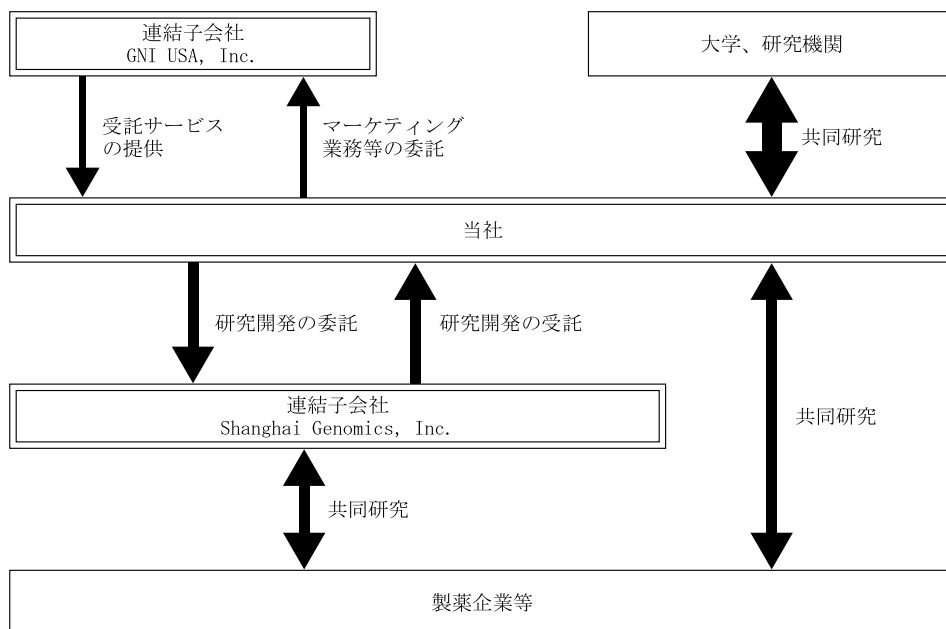 連結子会社
GNI USA, Inc.
大学、研究機関
受託サービス
の提供
マーケティング
業務等の委託
共同研究
当社
研究開発の委託
研究開発の受託
連結子会社
Shanghai Genomics, Inc.
共同研究
共同研究
製薬企業等